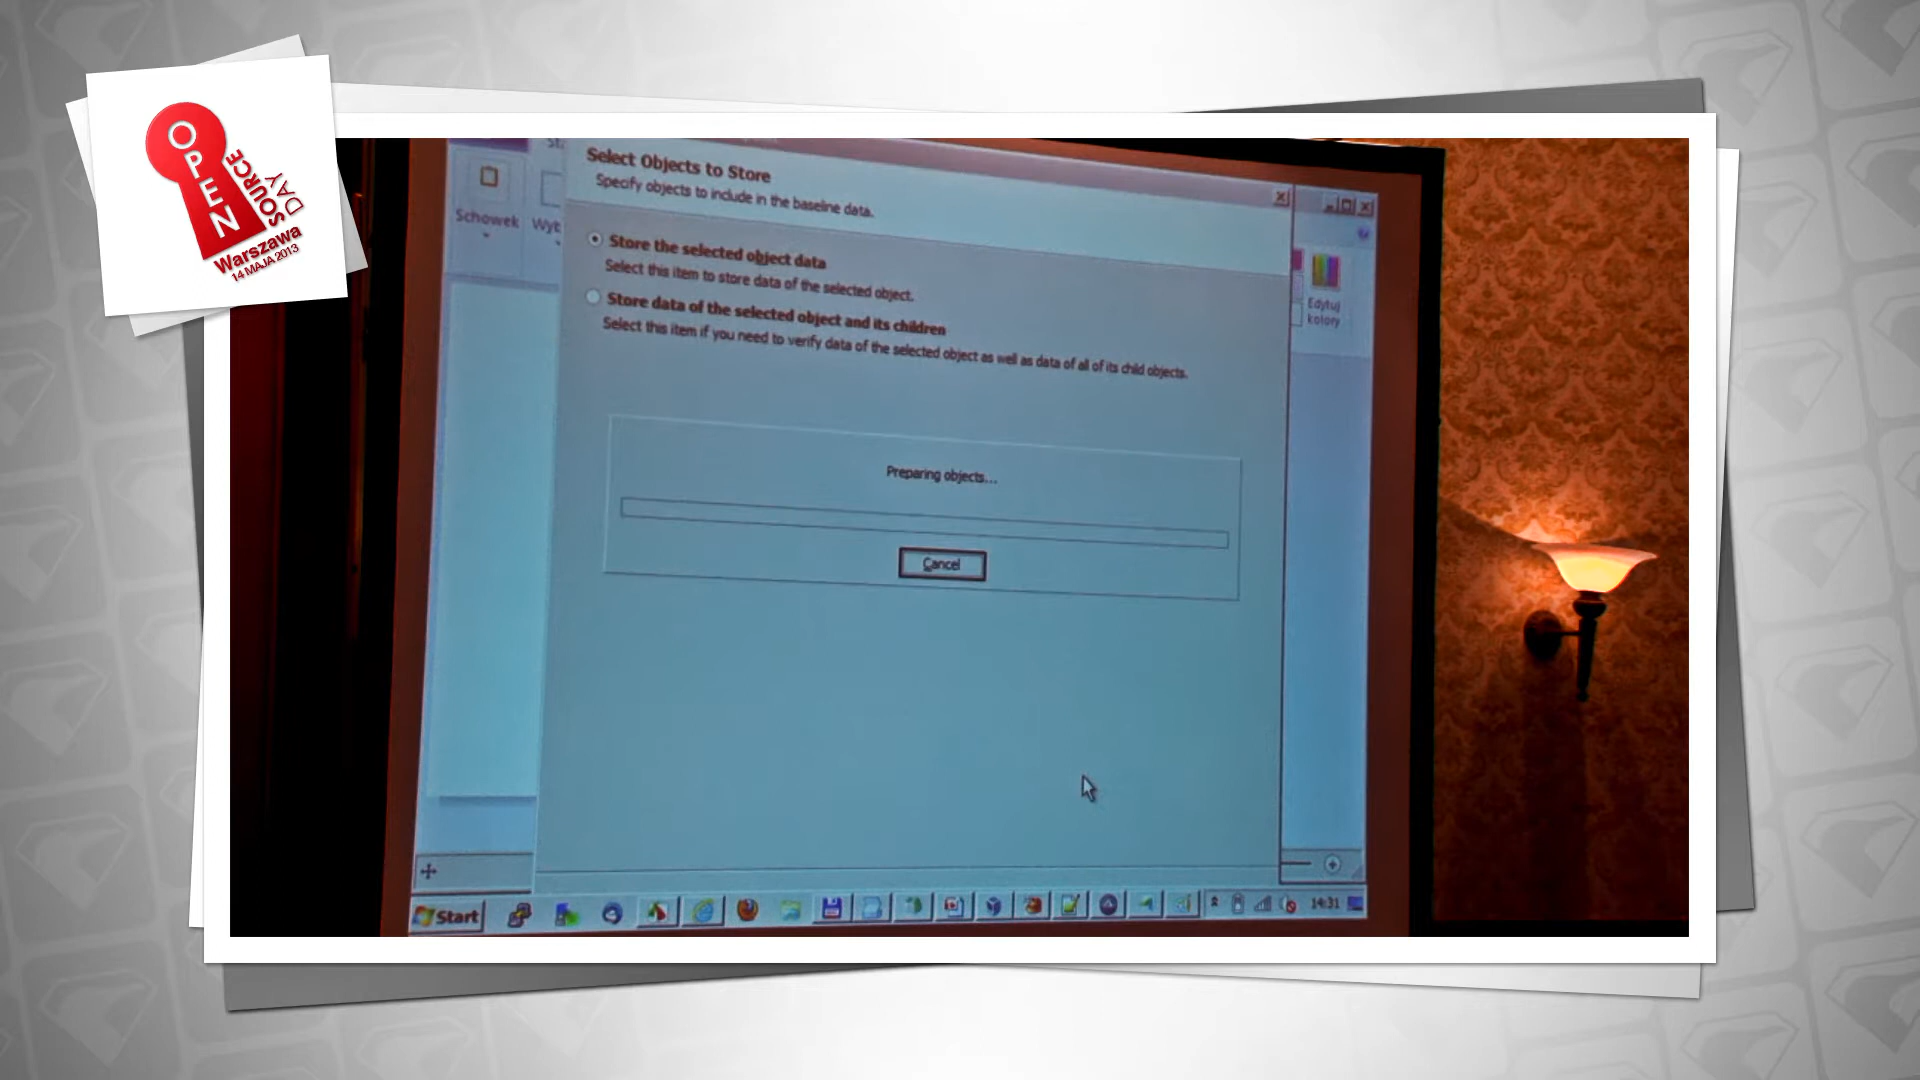 OPEN
SOURCE
DAY
Warszawa
14 MAJA 2013
Select Objects to Store
Specify objects to include in the baseline data.
Schowek
Store the selected object data
Select this item to store data of the selected object.
Store data of the selected object and its children
Select this item if you need to verify data of the selected object as well as data of all of its child objects.
Edytuj
kolory
Preparing objects...
Cancel
Start
14:31